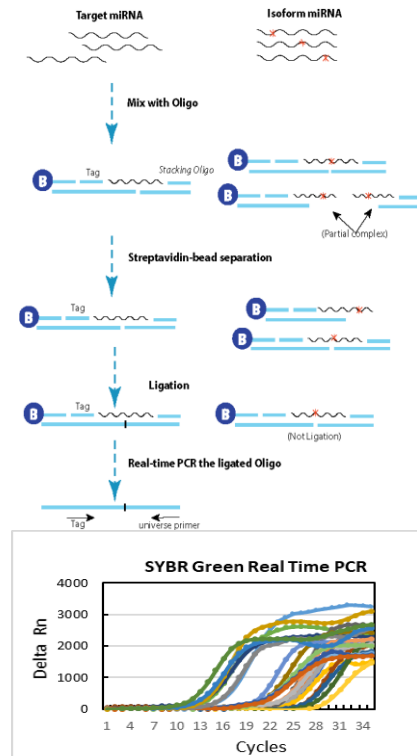 Target miRNA
Isoform miRNA
Mix with Oligo
Tag
Stacking Oligo
B
B
B
(Partial complex)
Streptavidin-bead separation
Tag
B
B
B
Ligation
Tag
B
B
(Not Ligation)
Real-time PCR the ligated Oligo
Tag
universe primer
SYBR Green Real Time PCR
4000
3000
2000
1000
0
Delta Rn
1 4 7 10 13 16 19 22 25 28 31 34
Cycles